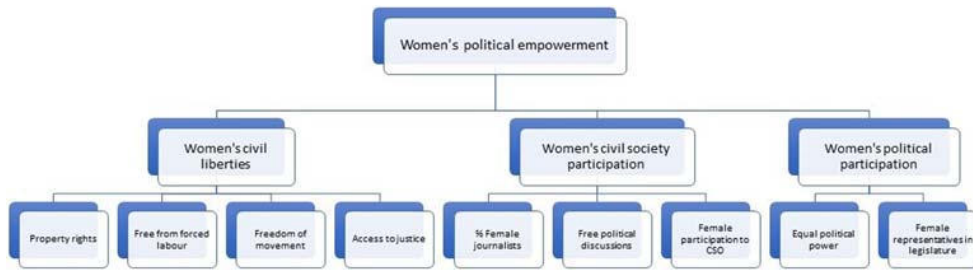 Women's political empowerment
Women's civil
liberties
Women's civil society
participation
Women's political
participation
Property rights
Free from forced
labour
Freedom of
movement
Access to justice
% Female
journalists
Free political
discussions
Female
participation to
CSO
Equal political
power
Female
representatives in
legislature